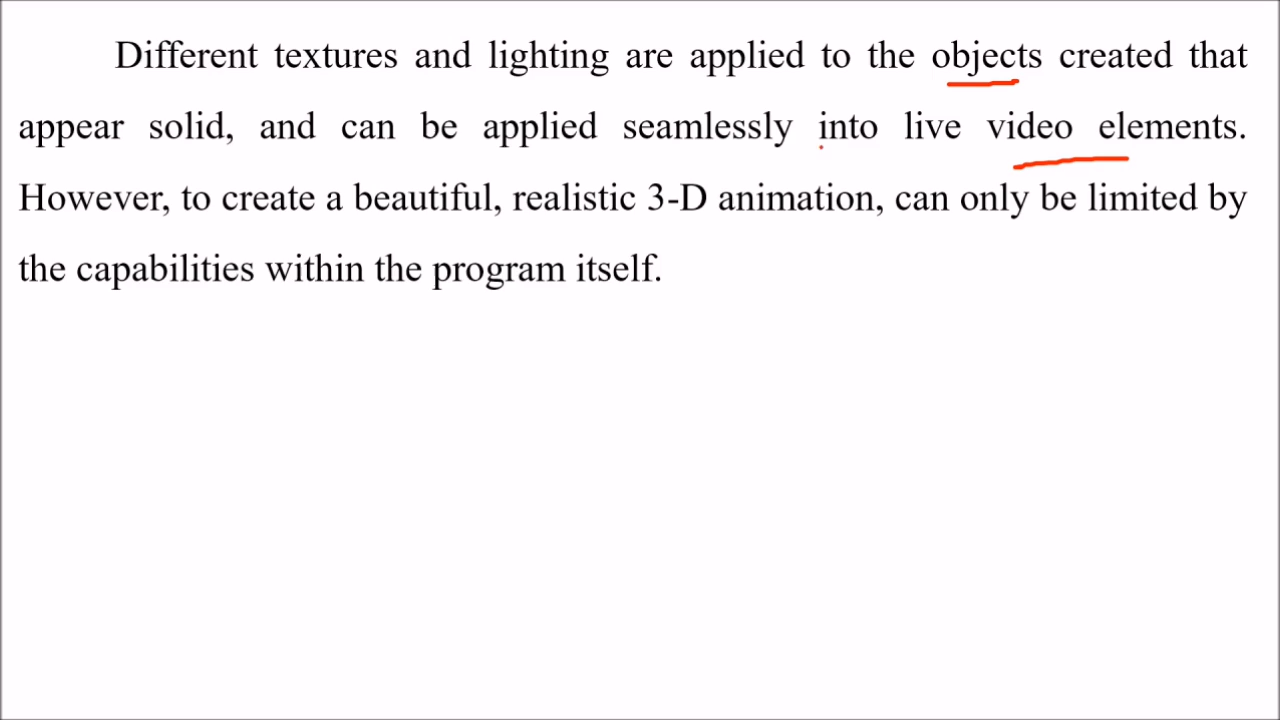 Different textures and lighting are applied to the objects created that
appear solid, and can be applied seamlessly into live video elements.
However, to create a beautiful, realistic 3-D animation, can only be limited by
the capabilities within the program itself.